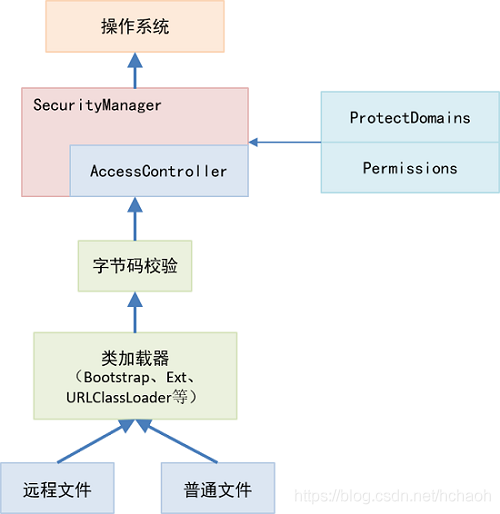 操作系统
SecurityManager
AccessController
ProtectDomains
Permissions
字节码校验
类加载器
（Bootstrap、Ext、
URLClassLoader等）
远程文件
普通文件
https://blog.csdn.net/hchaoh